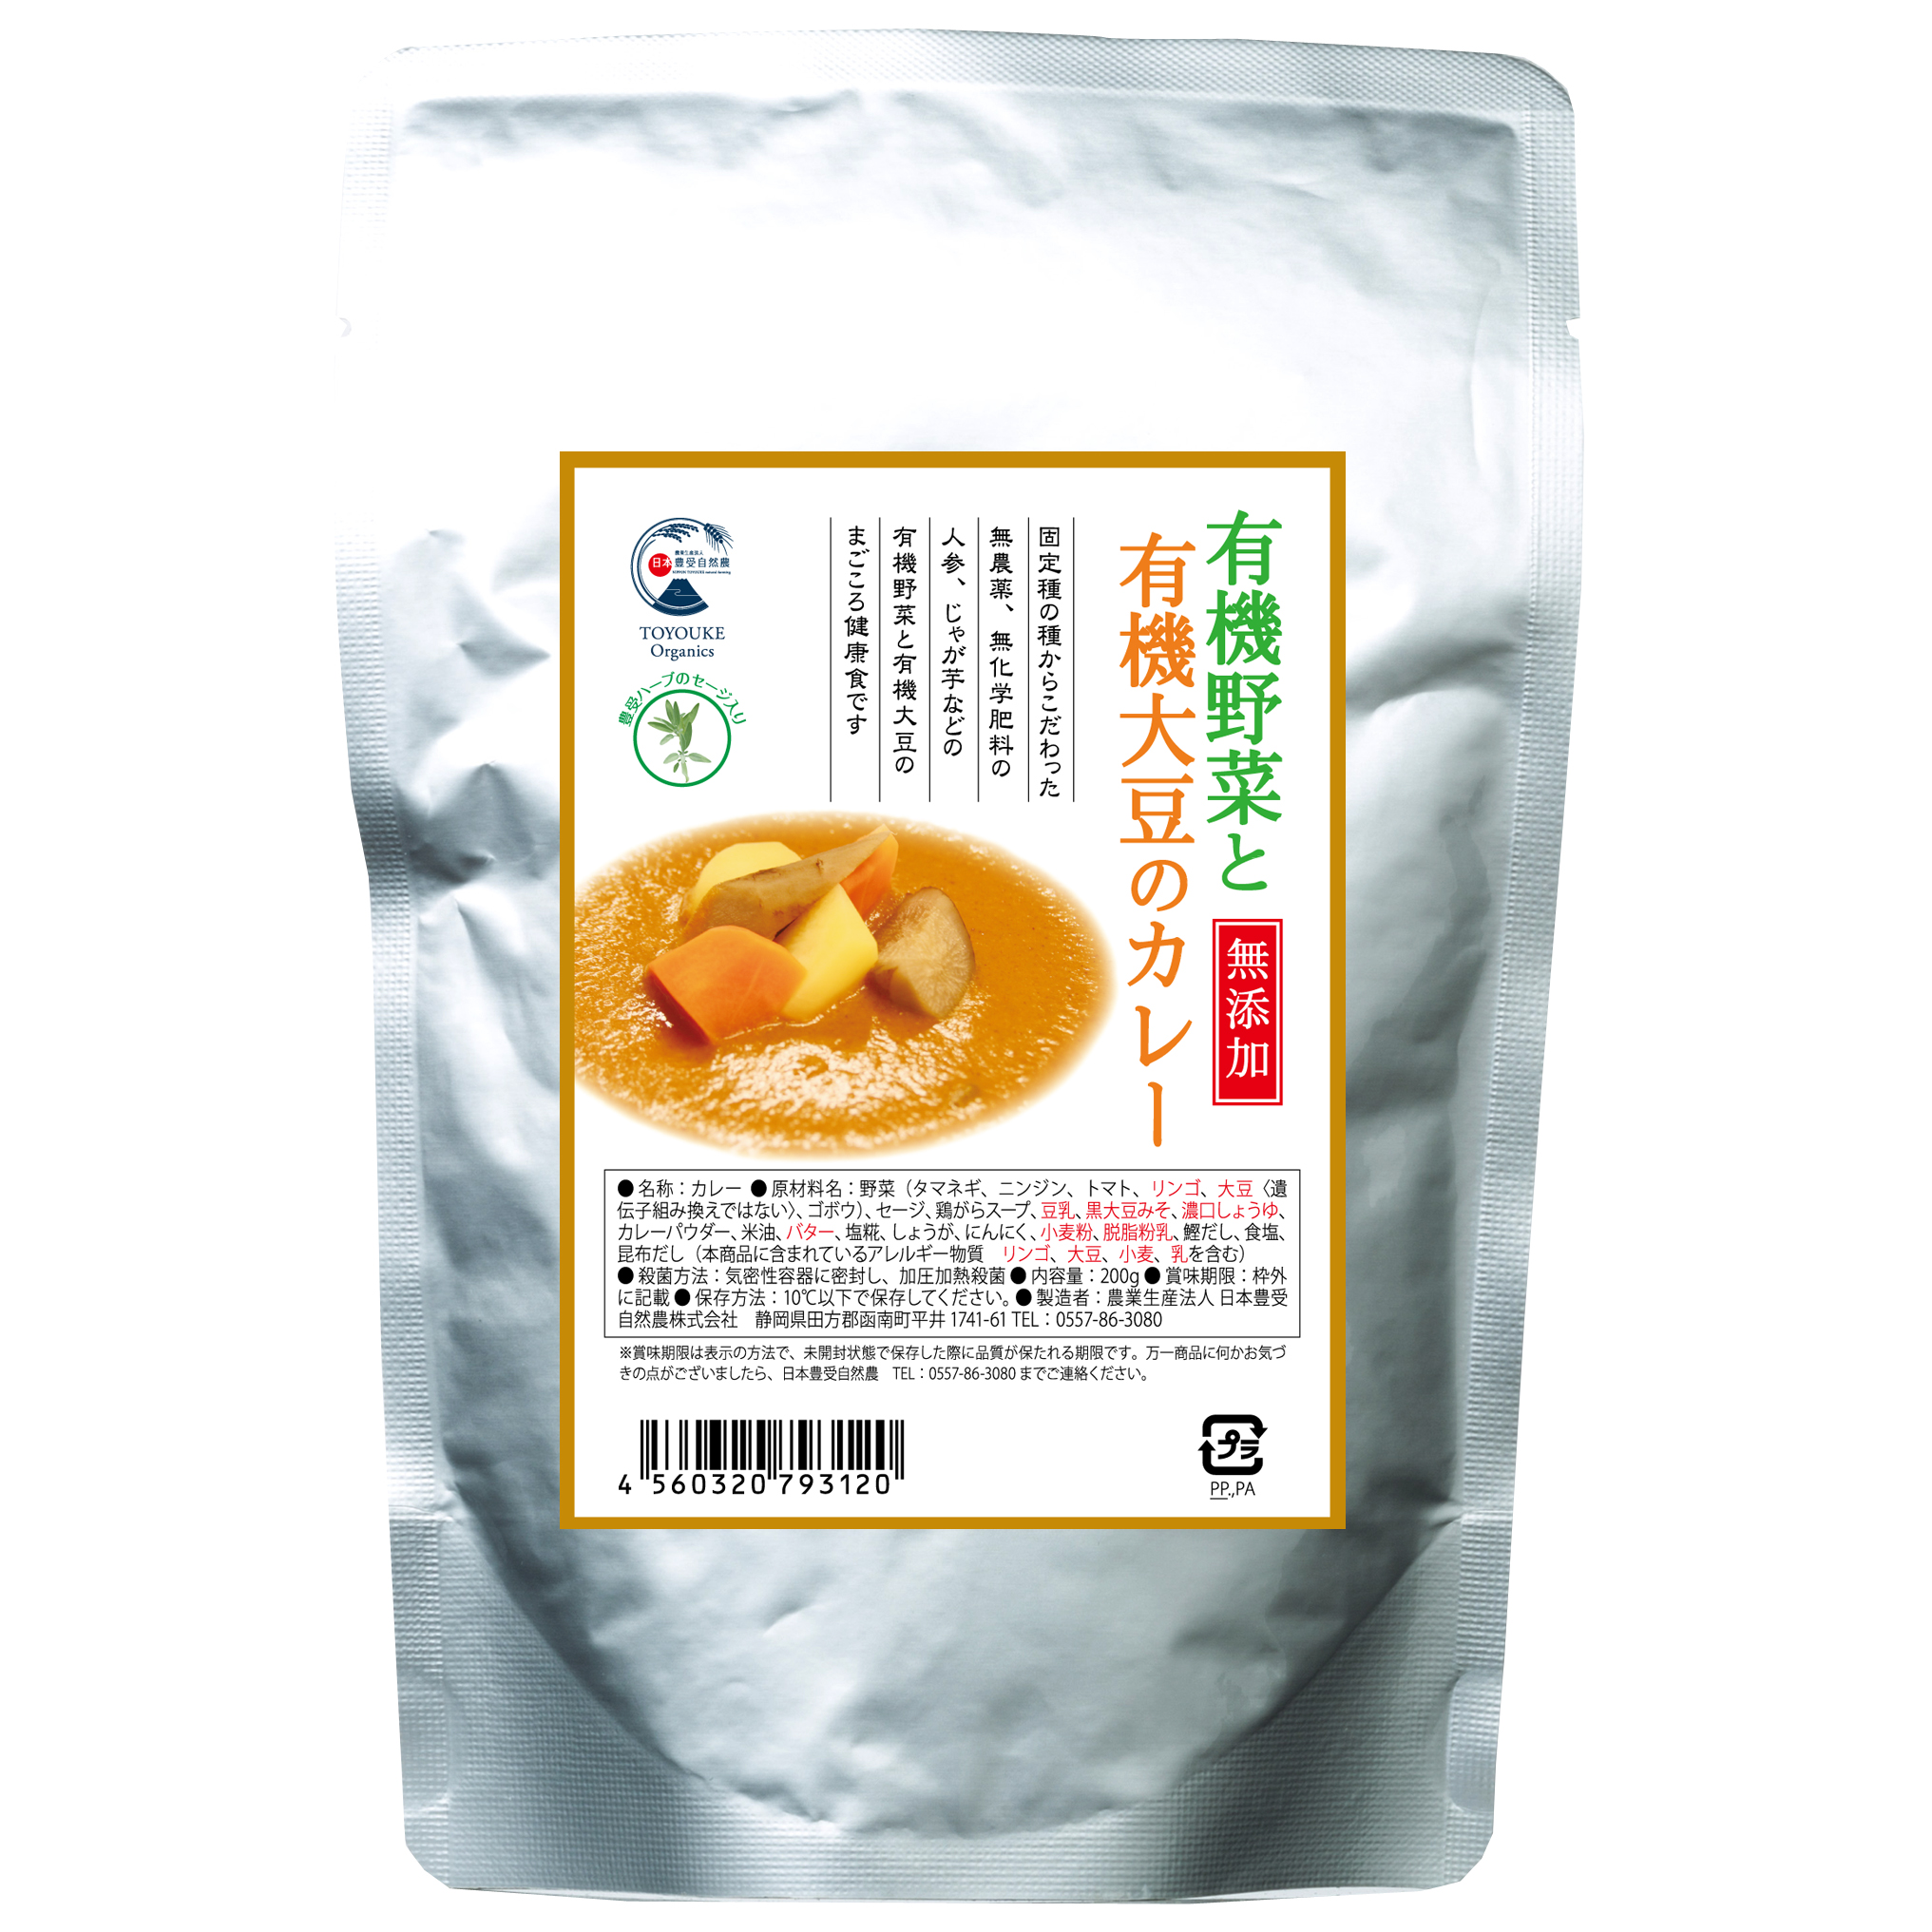 有機野菜と
無添加
有機大豆のカレー
固定種の種からこだわった
無農薬、無化学肥料の
人参、じゃが芋などの
有機野菜と有機大豆の
まごころ健康食です
農業生産法人
日本豊受自然農
TOYOUKE
Organics
豊受ハーブのセージ入り
●名称：カレー ●原材料名：野菜（タマネギ、ニンジン、トマト、リンゴ、大豆〈遺
伝子組み換えではない〉、ゴボウ）、セージ、鶏がらスープ、豆乳、黒大豆みそ、濃口しょうゆ、
カレーパウダー、米油、バター、塩糀、しょうが、にんにく、小麦粉、脱脂粉乳、鰹だし、食塩、
昆布だし（本商品に含まれているアレルギー物質　リンゴ、大豆、小麦、乳を含む）
●殺菌方法：気密性容器に密封し、加圧加熱殺菌●内容量：200g●賞味期限：枠外
に記載●保存方法：10℃以下で保存してください。●製造者：農業生産法人 日本豊受
自然農株式会社　静岡県田方郡函南町平井 1741-61 TEL：0557-86-3080
※賞味期限は表示の方法で、未開封状態で保存した際に品質が保たれる期限です。万一商品に何かお気づ
きの点がございましたら、日本豊受自然農　TEL：0557-86-3080 までご連絡ください。
4 560320 793120
プラ
PP.,PA